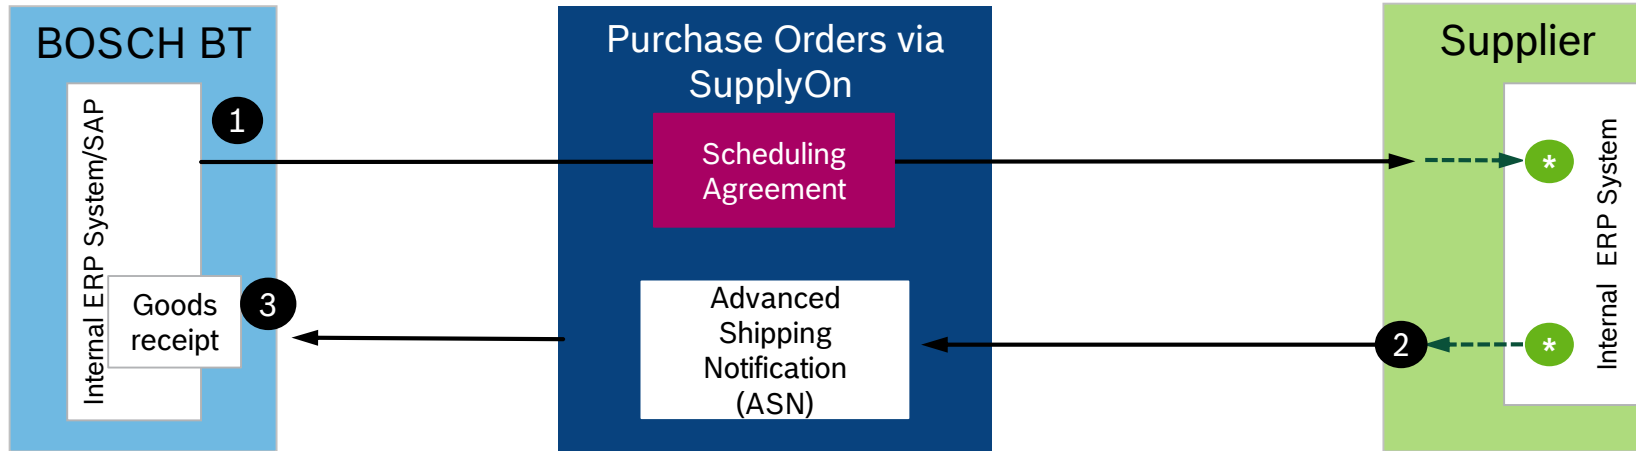 BOSCH BT
Internal ERP System/SAP
1
Goods
receipt
3
Purchase Orders via
SupplyOn
Scheduling
Agreement
Advanced
Shipping
Notification
(ASN)
Supplier
*
2
*
Internal ERP System